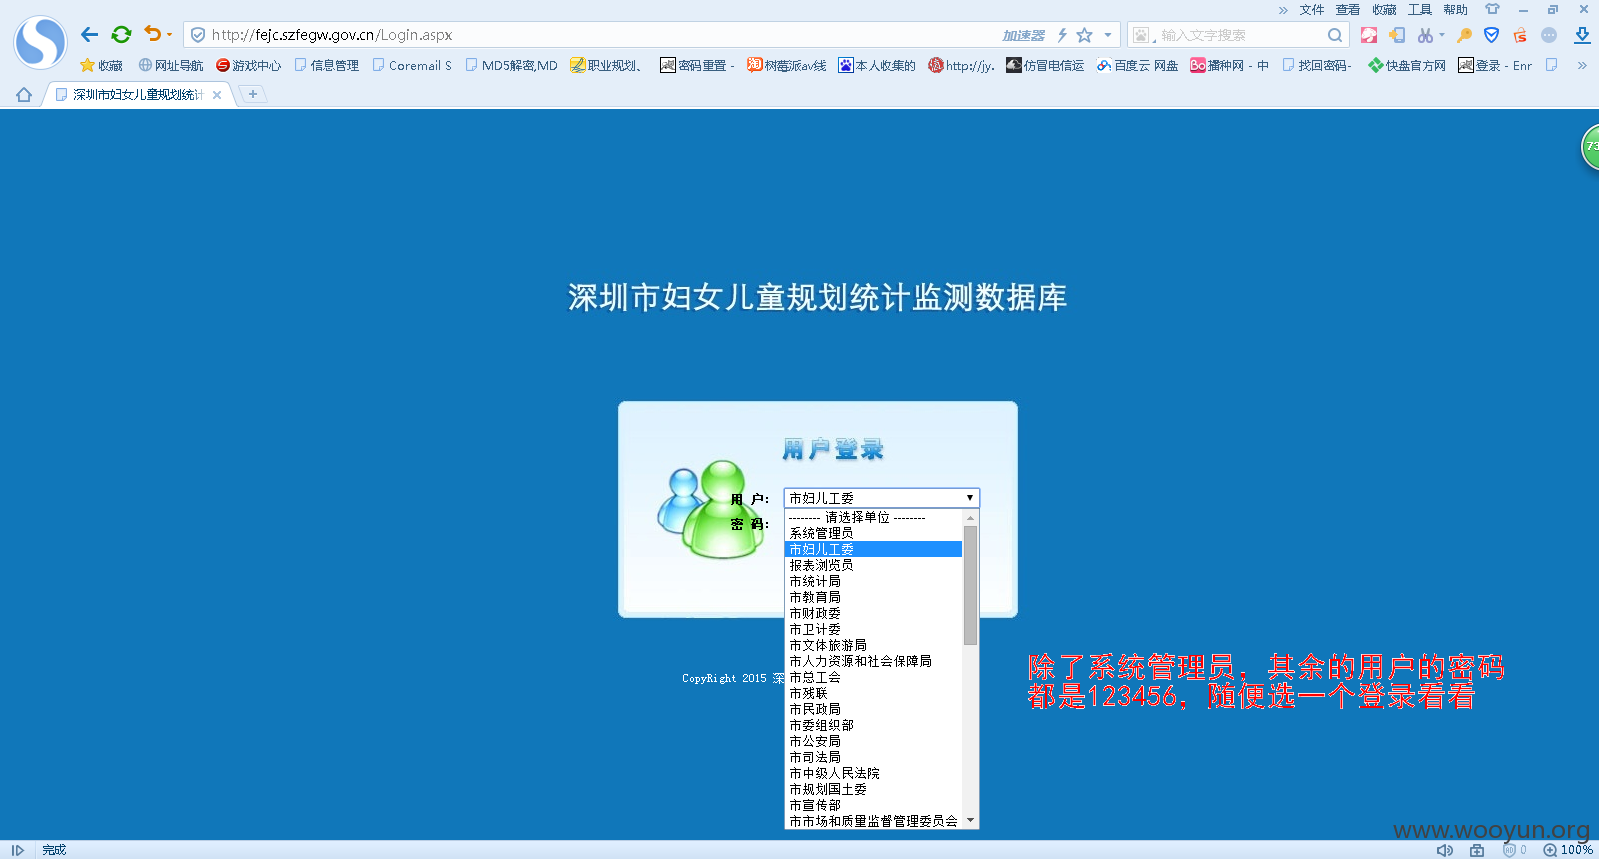 » 文件 查看 收藏 工具 帮助
http://fejc.szfegw.gov.cn/Login.aspx 加速器 输入文字搜索
收藏 网址导航 游戏中心 信息管理 Coremail S MD5解密,MD 职业规划、 密码重置 - 树莓派av线 本人收集的 http://jy. 仿冒电信运 百度云 网盘 播种网 - 中 找回密码- 快盘官方网 登录 - Enr »
深圳市妇女儿童规划统计
73
深圳市妇女儿童规划统计监测数据库
用户登录
用 户: 市妇儿工委
密 码:
-------- 请选择单位 --------
系统管理员
市妇儿工委
报表浏览员
市统计局
市教育局
市财政委
市卫计委
市文体旅游局
市人力资源和社会保障局
市总工会
市残联
市民政局
市委组织部
市公安局
市司法局
市中级人民法院
市规划国土委
市宣传部
市市场和质量监督管理委员会
CopyRight 2015 深
除了系统管理员，其余的用户的密码
都是123456，随便选一个登录看看
www.wooyun.org
完成 0 100%